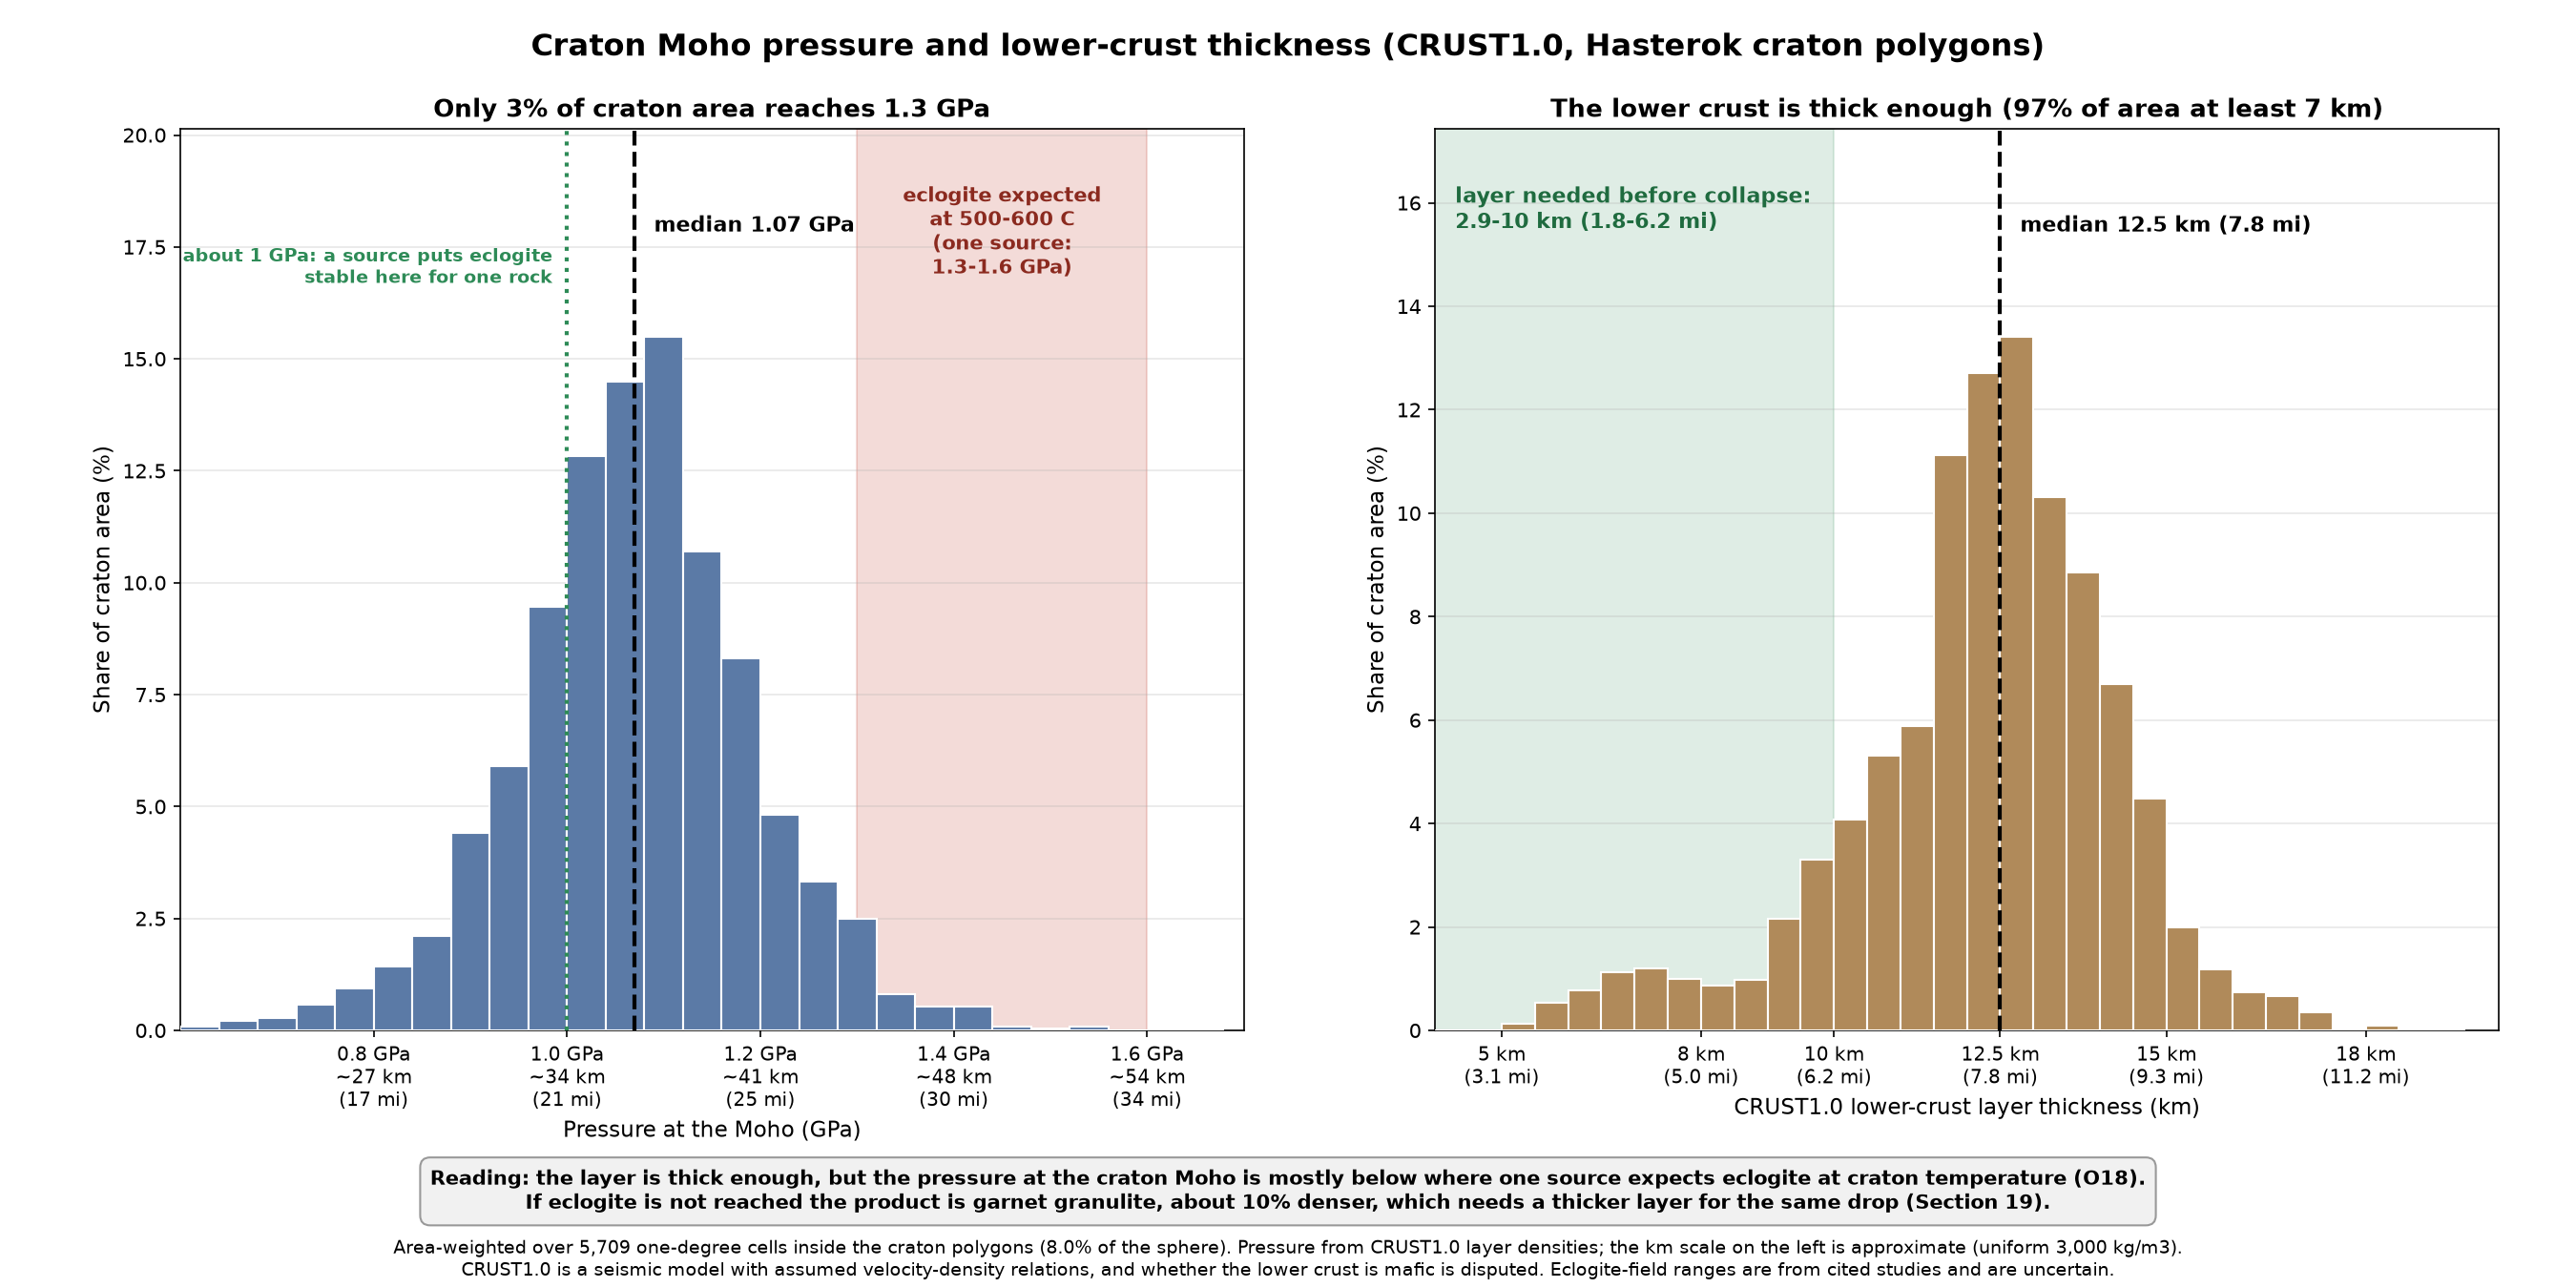 Craton Moho pressure and lower-crust thickness (CRUST1.0, Hasterok craton polygons)
Only 3% of craton area reaches 1.3 GPa
20.0
17.5
15.0
12.5
10.0
7.5
5.0
2.5
0.0
Share of craton area (%)
about 1 GPa: a source puts eclogite
stable here for one rock
median 1.07 GPa
eclogite expected
at 500-600 C
(one source:
1.3-1.6 GPa)
0.8 GPa
~27 km
(17 mi)
1.0 GPa
~34 km
(21 mi)
1.2 GPa
~41 km
(25 mi)
1.4 GPa
~48 km
(30 mi)
1.6 GPa
~54 km
(34 mi)
Pressure at the Moho (GPa)
The lower crust is thick enough (97% of area at least 7 km)
16
14
12
10
8
6
4
2
0
Share of craton area (%)
layer needed before collapse:
2.9-10 km (1.8-6.2 mi)
median 12.5 km (7.8 mi)
5 km
(3.1 mi)
8 km
(5.0 mi)
10 km
(6.2 mi)
12.5 km
(7.8 mi)
15 km
(9.3 mi)
18 km
(11.2 mi)
CRUST1.0 lower-crust layer thickness (km)
Reading: the layer is thick enough, but the pressure at the craton Moho is mostly below where one source expects eclogite at craton temperature (O18).
If eclogite is not reached the product is garnet granulite, about 10% denser, which needs a thicker layer for the same drop (Section 19).
Area-weighted over 5,709 one-degree cells inside the craton polygons (8.0% of the sphere). Pressure from CRUST1.0 layer densities; the km scale on the left is approximate (uniform 3,000 kg/m3).
CRUST1.0 is a seismic model with assumed velocity-density relations, and whether the lower crust is mafic is disputed. Eclogite-field ranges are from cited studies and are uncertain.